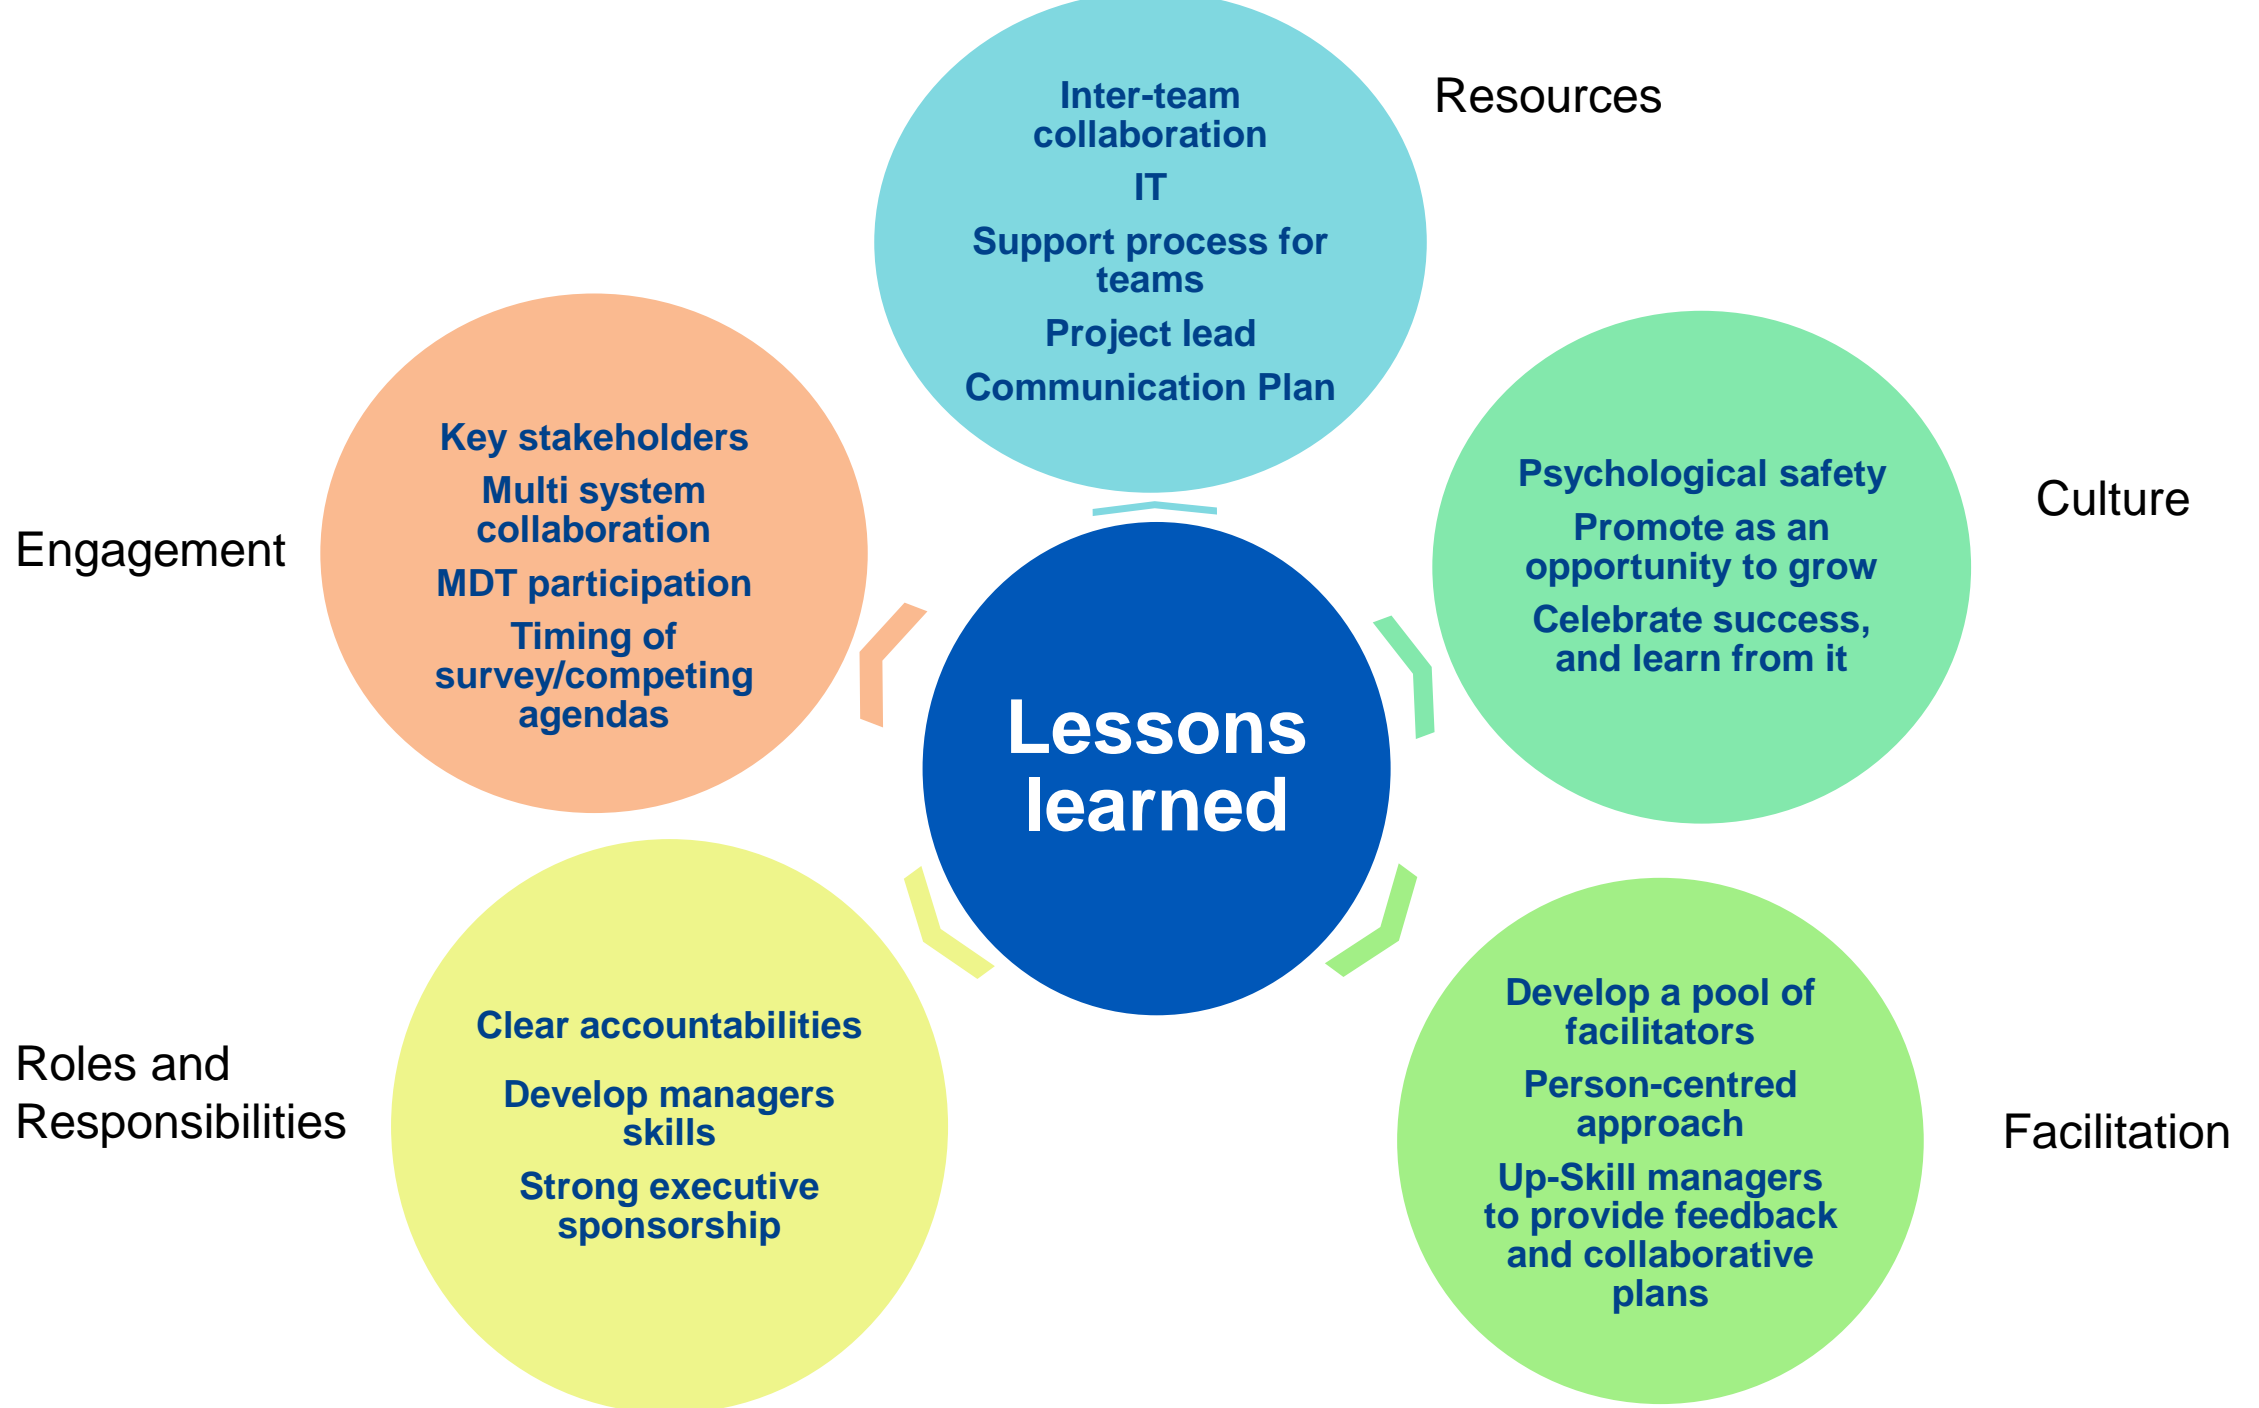 Inter-team
collaboration
IT
Support process for
teams
Project lead
Communication Plan
Resources
Psychological safety
Promote as an
opportunity to grow
Celebrate success,
and learn from it
Culture
Develop a pool of
facilitators
Person-centred
approach
Up-Skill managers
to provide feedback
and collaborative
plans
Facilitation
Clear accountabilities
Develop managers
skills
Strong executive
sponsorship
Roles and
Responsibilities
Key stakeholders
Multi system
collaboration
MDT participation
Timing of
survey/competing
agendas
Engagement
Lessons
learned